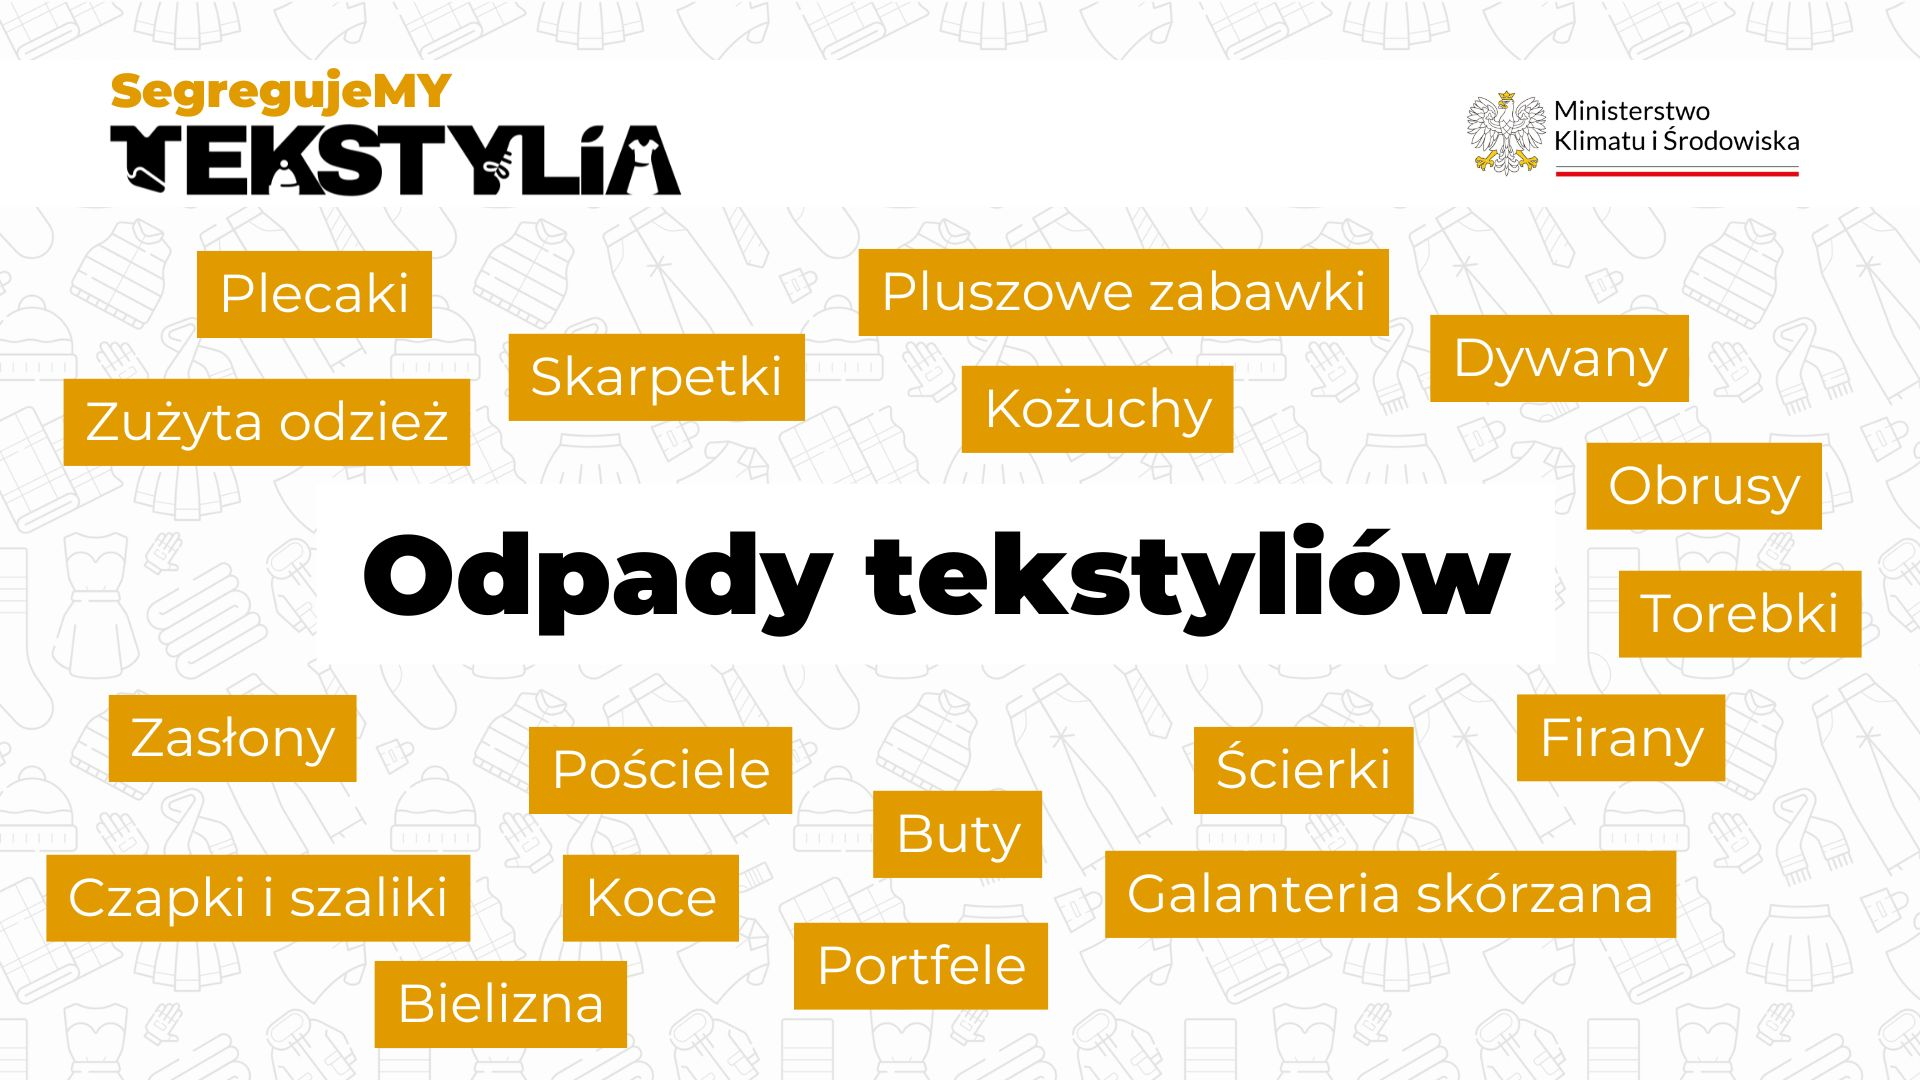 SegregujeMY
TEKSTYLiA
Ministerstwo
Klimatu i Środowiska
Plecaki
Pluszowe zabawki
Skarpetki
Dywany
Zużyta odzież
Kożuchy
Obrusy
Odpady tekstyliów
Torebki
Zasłony
Pościele
Ścierki
Firany
Buty
Czapki i szaliki
Koce
Galanteria skórzana
Portfele
Bielizna